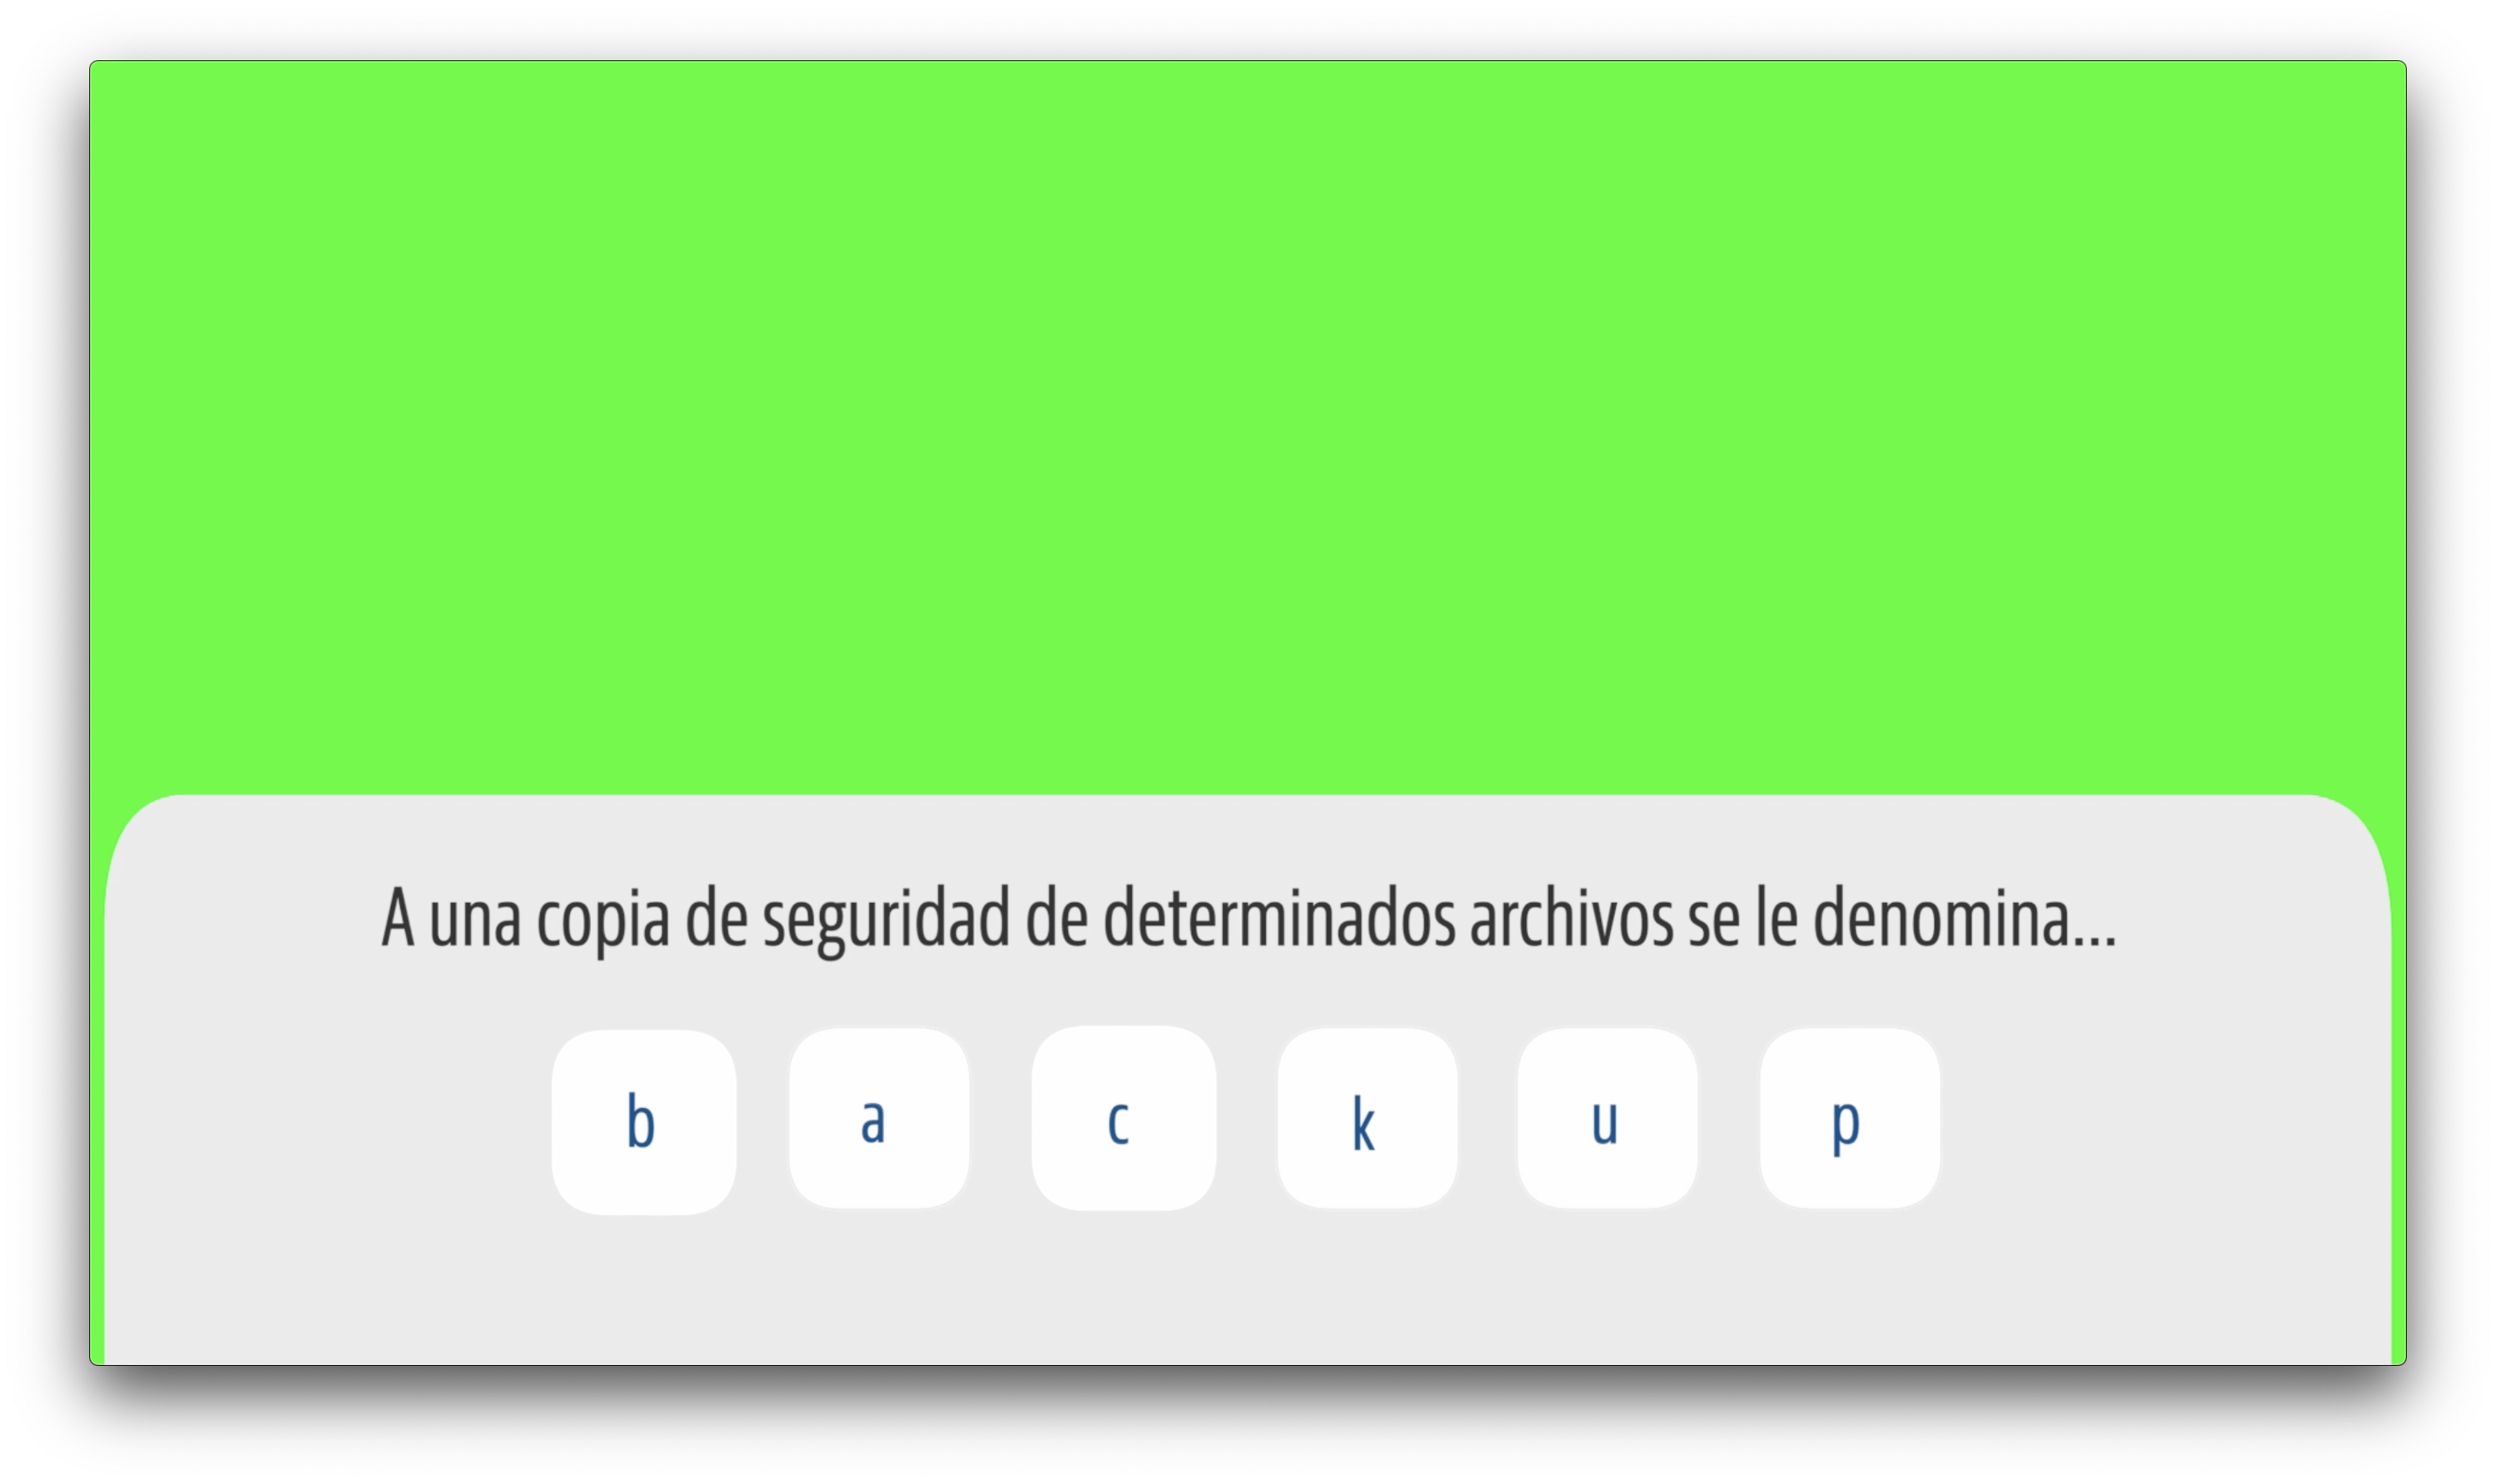 A una copia de seguridad de determinados archivos se le denomina...
b a c k u p